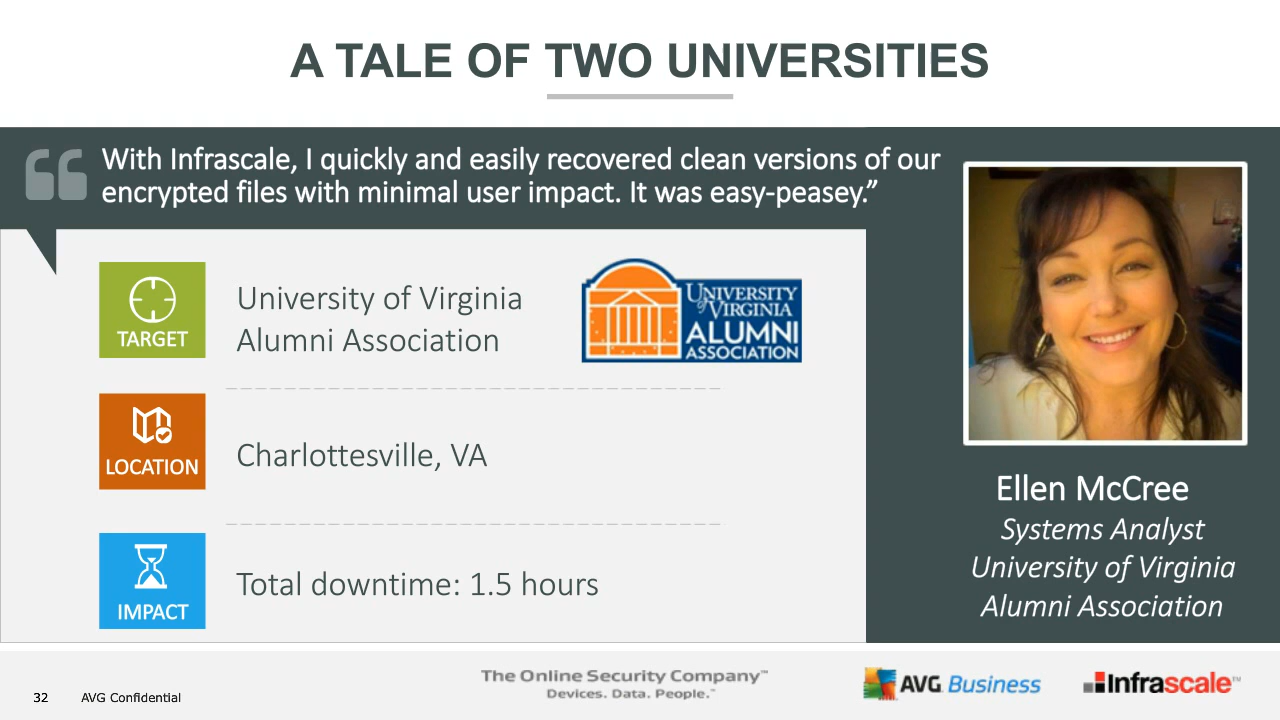 A TALE OF TWO UNIVERSITIES
With Infrascale, I quickly and easily recovered clean versions of our
encrypted files with minimal user impact. It was easy-peasey.”
TARGET
University of Virginia
Alumni Association
UNIVERSITY
of VIRGINIA
ALUMNI
ASSOCIATION
LOCATION
Charlottesville, VA
IMPACT
Total downtime: 1.5 hours
Ellen McCree
Systems Analyst
University of Virginia
Alumni Association
32 AVG Confidential
The Online Security Company™
Devices. Data. People.™
AVG Business
Infrascale™